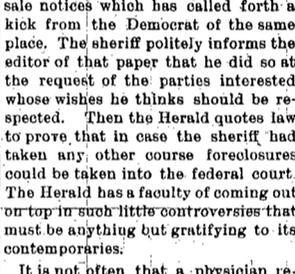 sale notices which has called forth a
kick from the Democrat of the same
place. The sheriff politely informs the
editor of that paper that he did so at
the request of the parties interested
whose wishes he thinks should be re-
spected. Then the Herald quotes law
to prove that in case the sheriff had
taken any other course foreclosures
could be taken into the federal court.
The Herald has a faculty of coming out
on top in such little controversies that
must be anything but gratifying to its
contemporaries.
It is not often that a physician re-